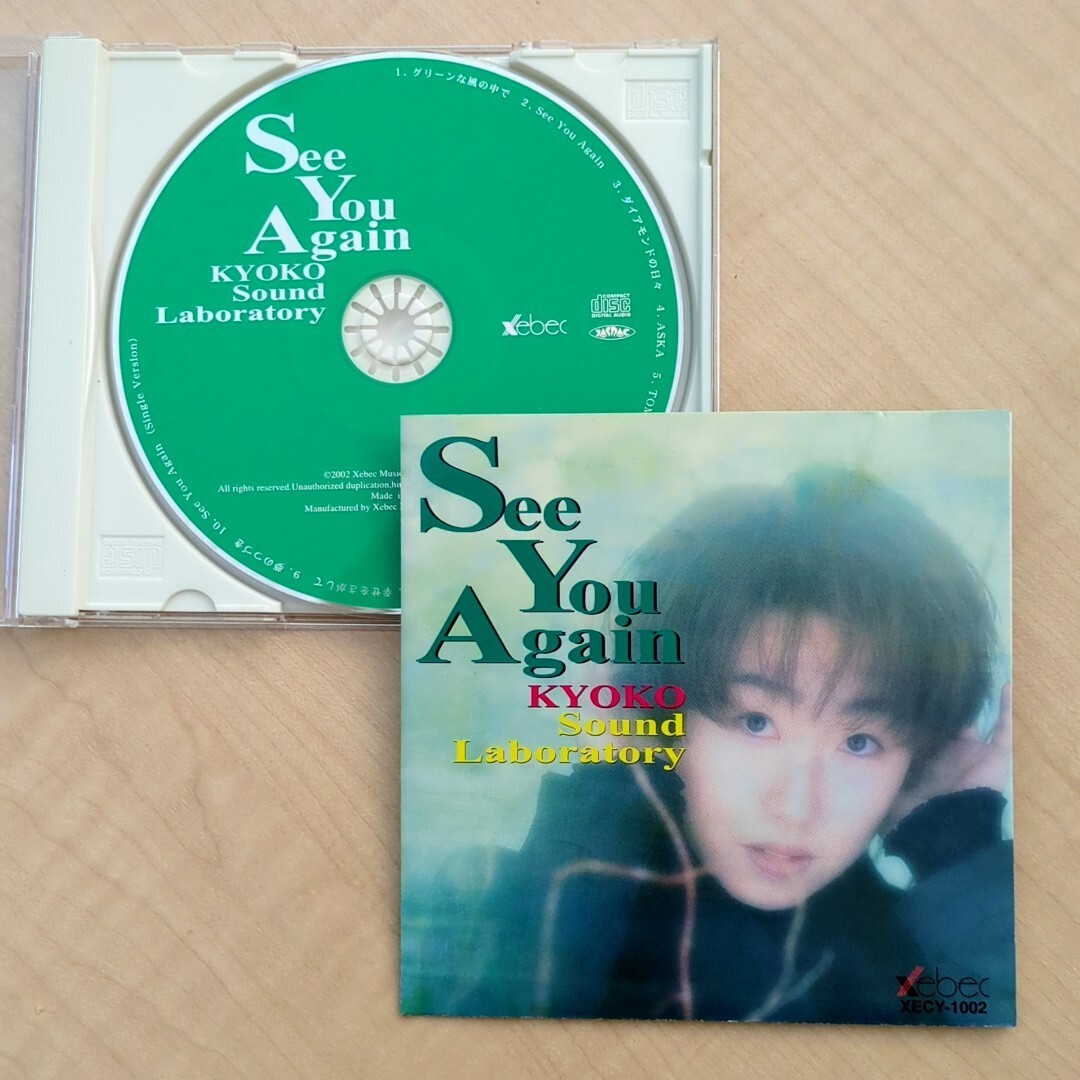 1. グリーンな風の中で 2. See You Again 3. ダイアモンドの日々 4. ASKA 5.
幸せをさがして 9. 夢のつづき 10. See You Again (Single Version)
See
You
Again
KYOKO
Sound
Laboratory
Xebec
COMPACT
disc
DIGITAL AUDIO
JASRAC
©2002 Xebec Music
All rights reserved.Unauthorized duplication,
Made
Manufactured by Xebec
See
You
Again
KYOKO
Sound
Laboratory
Xebec
XECY-1002